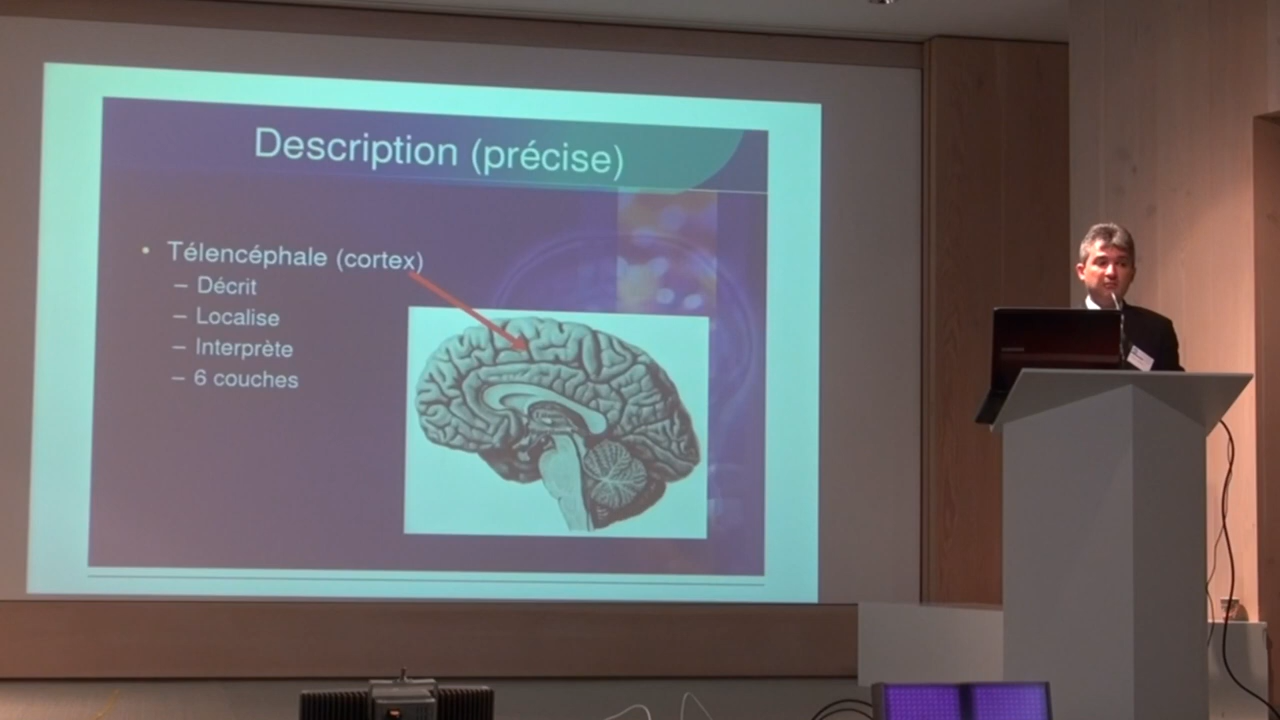 Description (précise)
• Télencéphale (cortex)
– Décrit
– Localise
– Interprète
– 6 couches